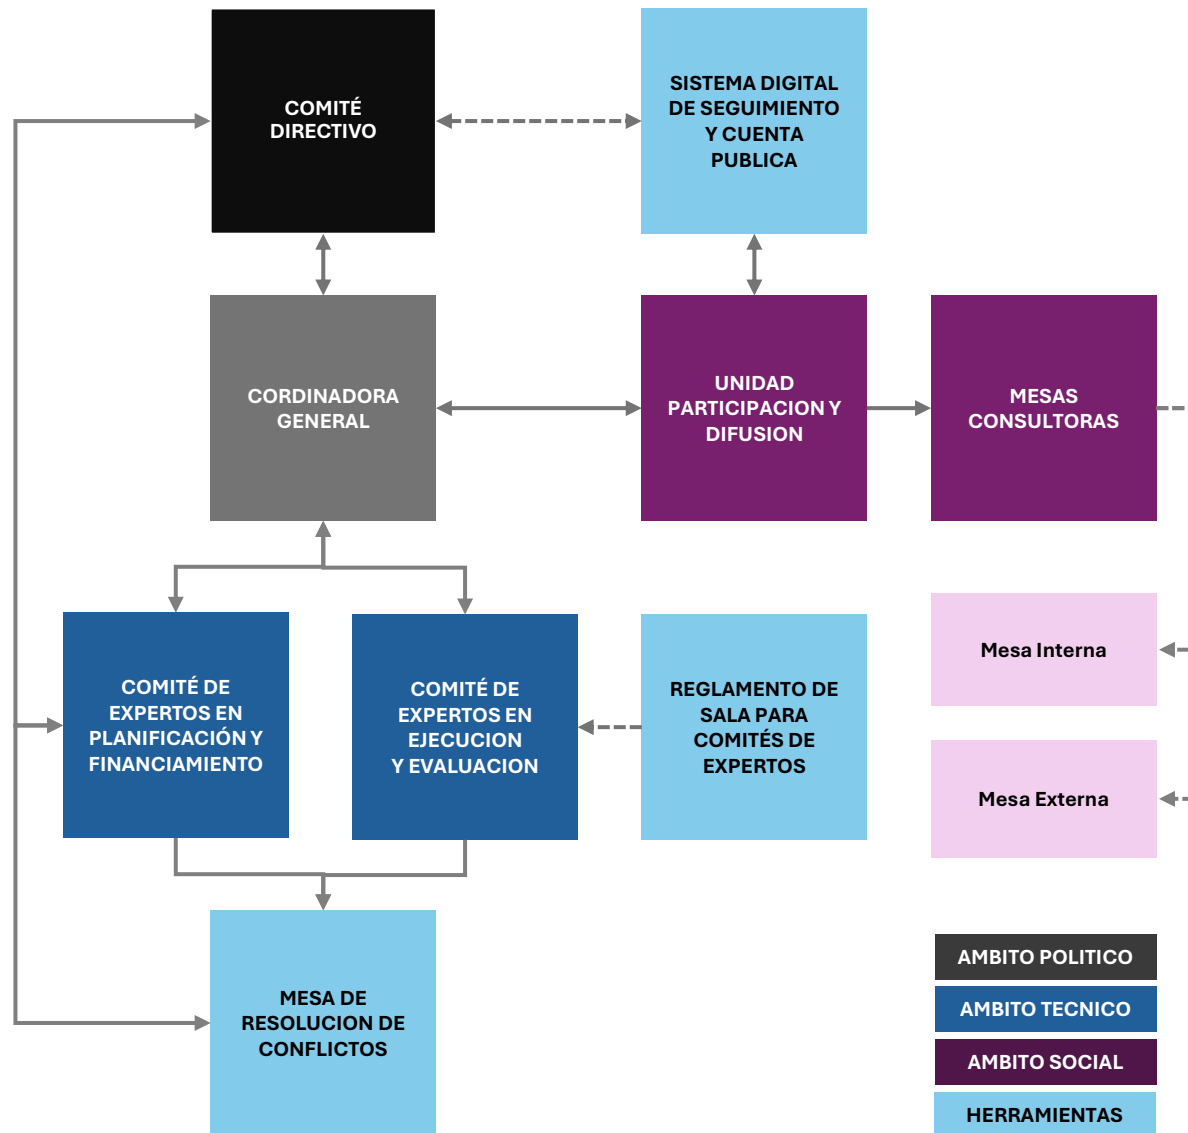 COMITÉ
DIRECTIVO
SISTEMA DIGITAL
DE SEGUIMIENTO
Y CUENTA
PUBLICA
CORDINADORA
GENERAL
UNIDAD
PARTICIPACION Y
DIFUSION
MESAS
CONSULTORAS
COMITÉ DE
EXPERTOS EN
PLANIFICACIÓN Y
FINANCIAMIENTO
COMITÉ DE
EXPERTOS EN
EJECUCION
Y EVALUACION
REGLAMENTO DE
SALA PARA
COMITÉS DE
EXPERTOS
Mesa Interna
Mesa Externa
MESA DE
RESOLUCION DE
CONFLICTOS
AMBITO POLITICO
AMBITO TECNICO
AMBITO SOCIAL
HERRAMIENTAS